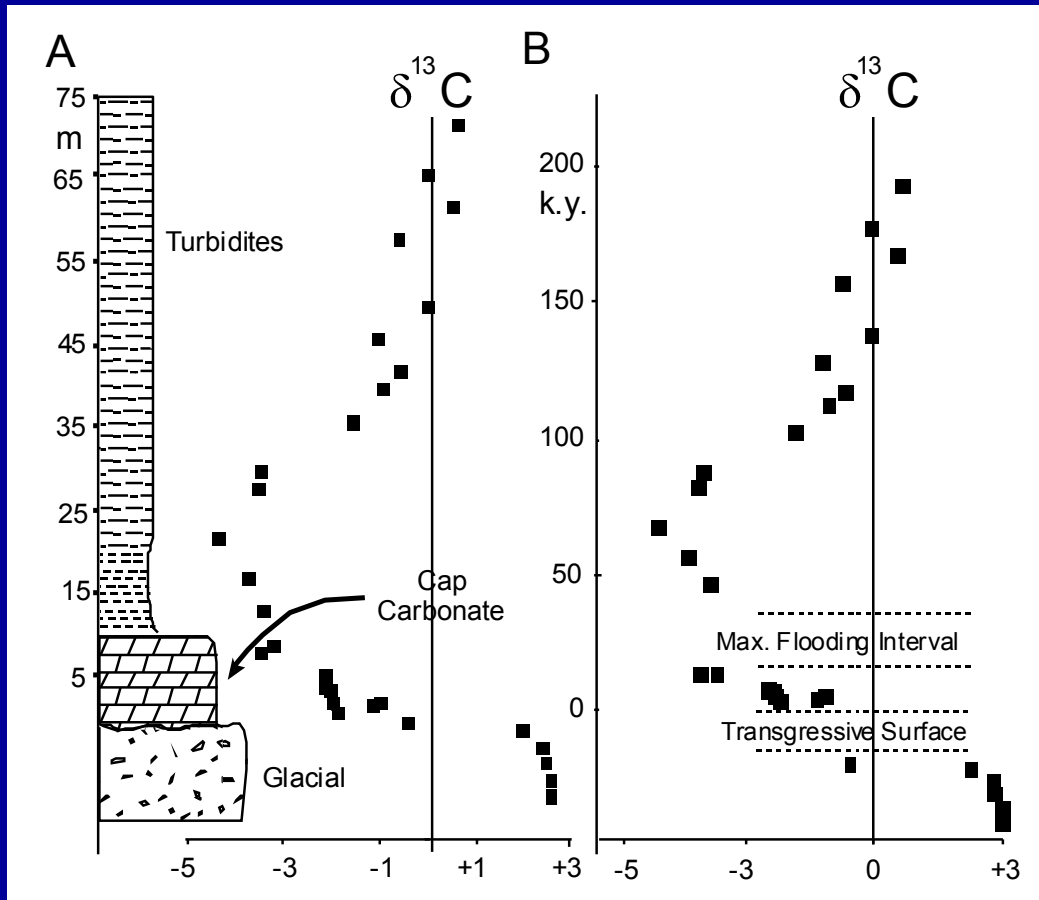 A
δ¹³C
75
m
65
55
45
35
25
15
5
Turbidites
Cap
Carbonate
Glacial
-5 -3 -1 +1 +3
B
δ¹³C
200
k.y.
150
100
50
0
Max. Flooding Interval
Transgressive Surface
-5 -3 0 +3